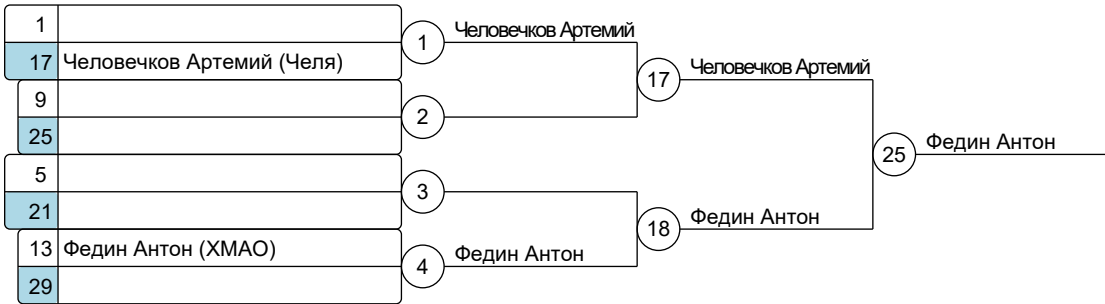 1
17 Человечков Артемий (Челя)
9
25
5
21
13 Федин Антон (ХМАО)
29
1
2
3
4
Человечков Артемий
Федин Антон
17
18
Человечков Артемий
Федин Антон
25
Федин Антон